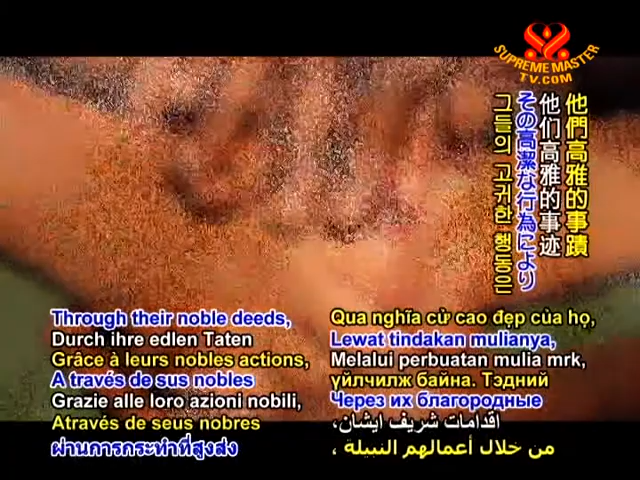 SUPREME MASTER
TV.COM
他們高雅的事蹟
他们高雅的事迹
その高潔な行為により
그들의 고귀한 행동은
Through their noble deeds,
Durch ihre edlen Taten
Grâce à leurs nobles actions,
A través de sus nobles
Grazie alle loro azioni nobili,
Através de seus nobres
ผ่านการกระทำที่สูงส่ง
Qua nghĩa cử cao đẹp của họ,
Lewat tindakan mulianya,
Melalui perbuatan mulia mrk,
үйлчилж байна. Тэдний
Через их благородные
اقدامات شریف ایشان،
من خلال أعمالهم النبيلة ،